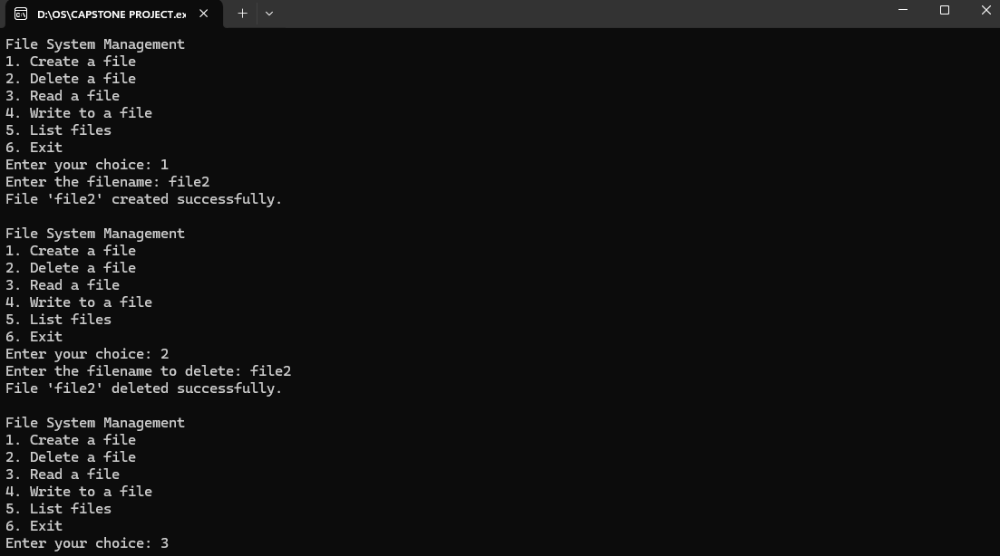 D:\OS\CAPSTONE PROJECT.ex
File System Management
1. Create a file
2. Delete a file
3. Read a file
4. Write to a file
5. List files
6. Exit
Enter your choice: 1
Enter the filename: file2
File 'file2' created successfully.
File System Management
1. Create a file
2. Delete a file
3. Read a file
4. Write to a file
5. List files
6. Exit
Enter your choice: 2
Enter the filename to delete: file2
File 'file2' deleted successfully.
File System Management
1. Create a file
2. Delete a file
3. Read a file
4. Write to a file
5. List files
6. Exit
Enter your choice: 3